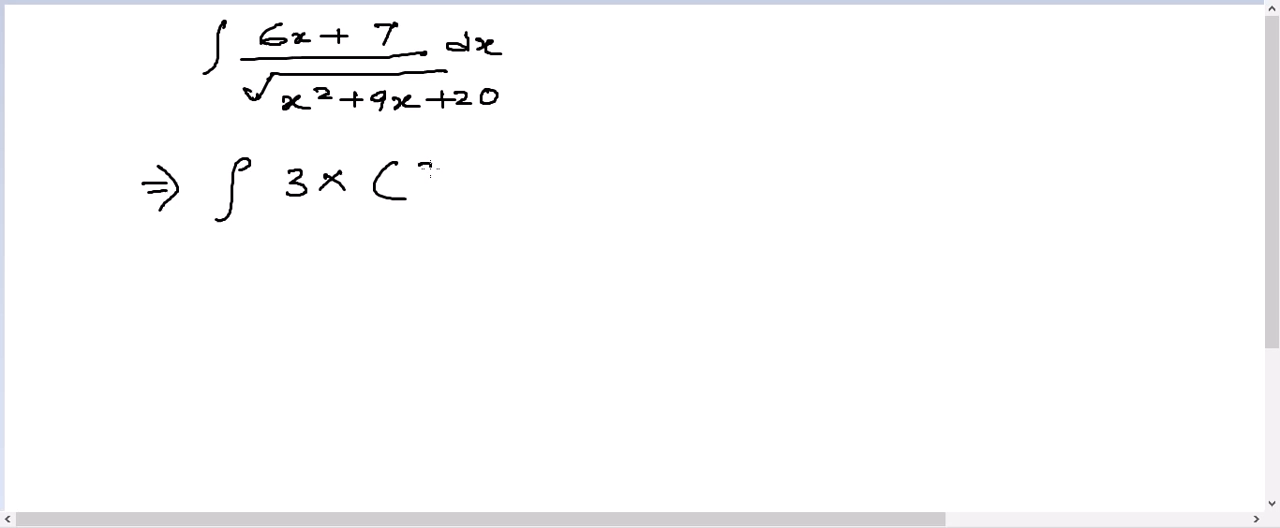 ∫ 6x + 7 / √x² + 9x + 20 dx
⇒ ∫ 3 × (